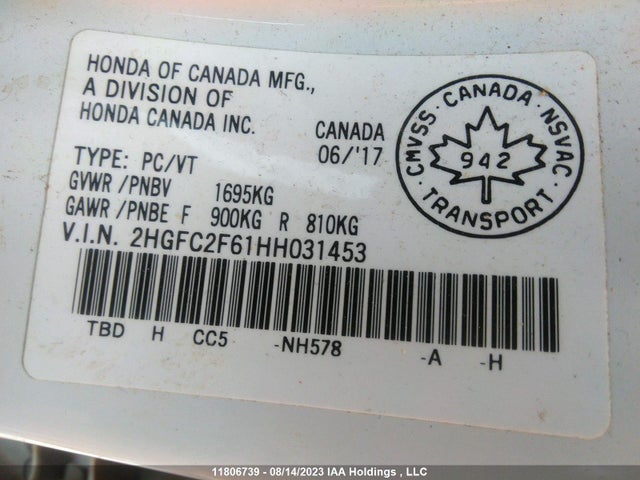 HONDA OF CANADA MFG.,
A DIVISION OF
HONDA CANADA INC.
CANADA
06/'17
TYPE: PC/VT
GVWR/PNBV 1695KG
GAWR/PNBE F 900KG R 810KG
V.I.N. 2HGFC2F61HH031453
TBD H CC5 -NH578 -A -H
CMVSS · CANADA · NSVAC · TRANSPORT ·
942
11806739 - 08/14/2023 IAA Holdings , LLC